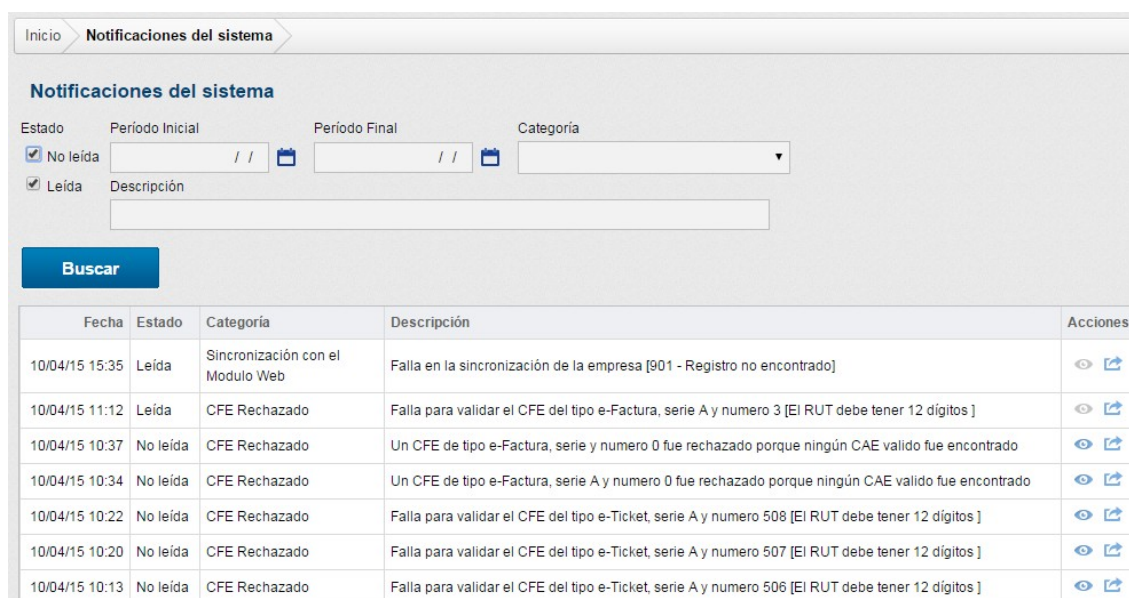 Inicio Notificaciones del sistema
Notificaciones del sistema
Estado Período Inicial Período Final Categoría
No leída / / / /
Leída Descripción
Buscar
Fecha Estado Categoría Descripción Acciones
10/04/15 15:35 Leída Sincronización con el Modulo Web Falla en la sincronización de la empresa [901 - Registro no encontrado]
10/04/15 11:12 Leída CFE Rechazado Falla para validar el CFE del tipo e-Factura, serie A y numero 3 [El RUT debe tener 12 dígitos ]
10/04/15 10:37 No leída CFE Rechazado Un CFE de tipo e-Factura, serie y numero 0 fue rechazado porque ningún CAE valido fue encontrado
10/04/15 10:34 No leída CFE Rechazado Un CFE de tipo e-Factura, serie A y numero 0 fue rechazado porque ningún CAE valido fue encontrado
10/04/15 10:22 No leída CFE Rechazado Falla para validar el CFE del tipo e-Ticket, serie A y numero 508 [El RUT debe tener 12 dígitos ]
10/04/15 10:20 No leída CFE Rechazado Falla para validar el CFE del tipo e-Ticket, serie A y numero 507 [El RUT debe tener 12 dígitos ]
10/04/15 10:13 No leída CFE Rechazado Falla para validar el CFE del tipo e-Ticket, serie A y numero 506 [El RUT debe tener 12 dígitos ]